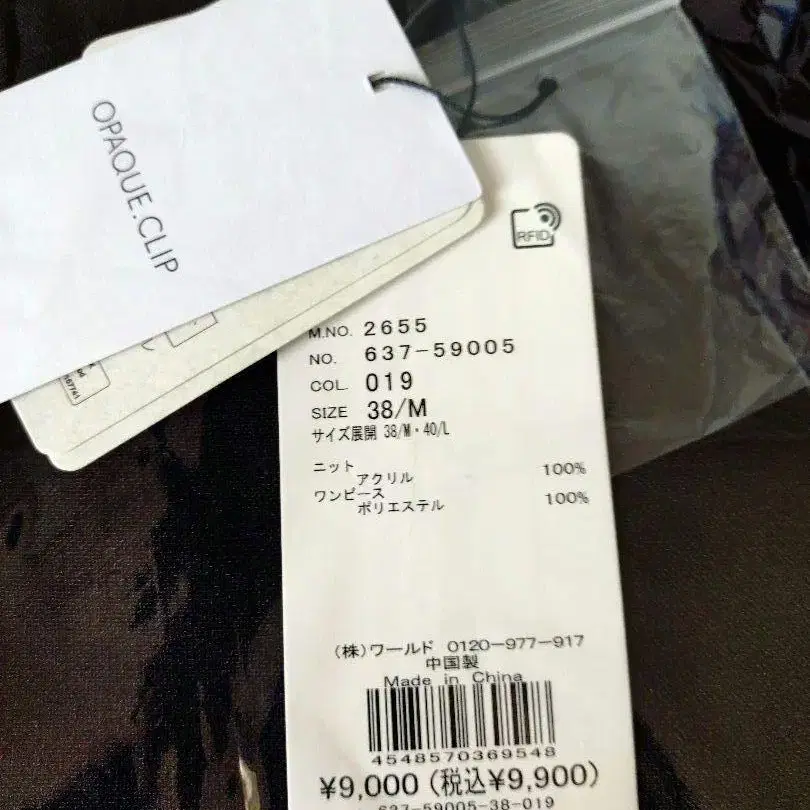 OPAQUE.CLIP
RFID
M.NO. 2655
NO. 637-59005
COL. 019
SIZE 38/M
サイズ展開 38/M・40/L
ニット
アクリル 100%
ワンピース
ポリエステル 100%
(株)ワールド 0120-977-917
中国製
Made in China
4548570369548
¥9,000(税込¥9,900)
637-59005-38-019